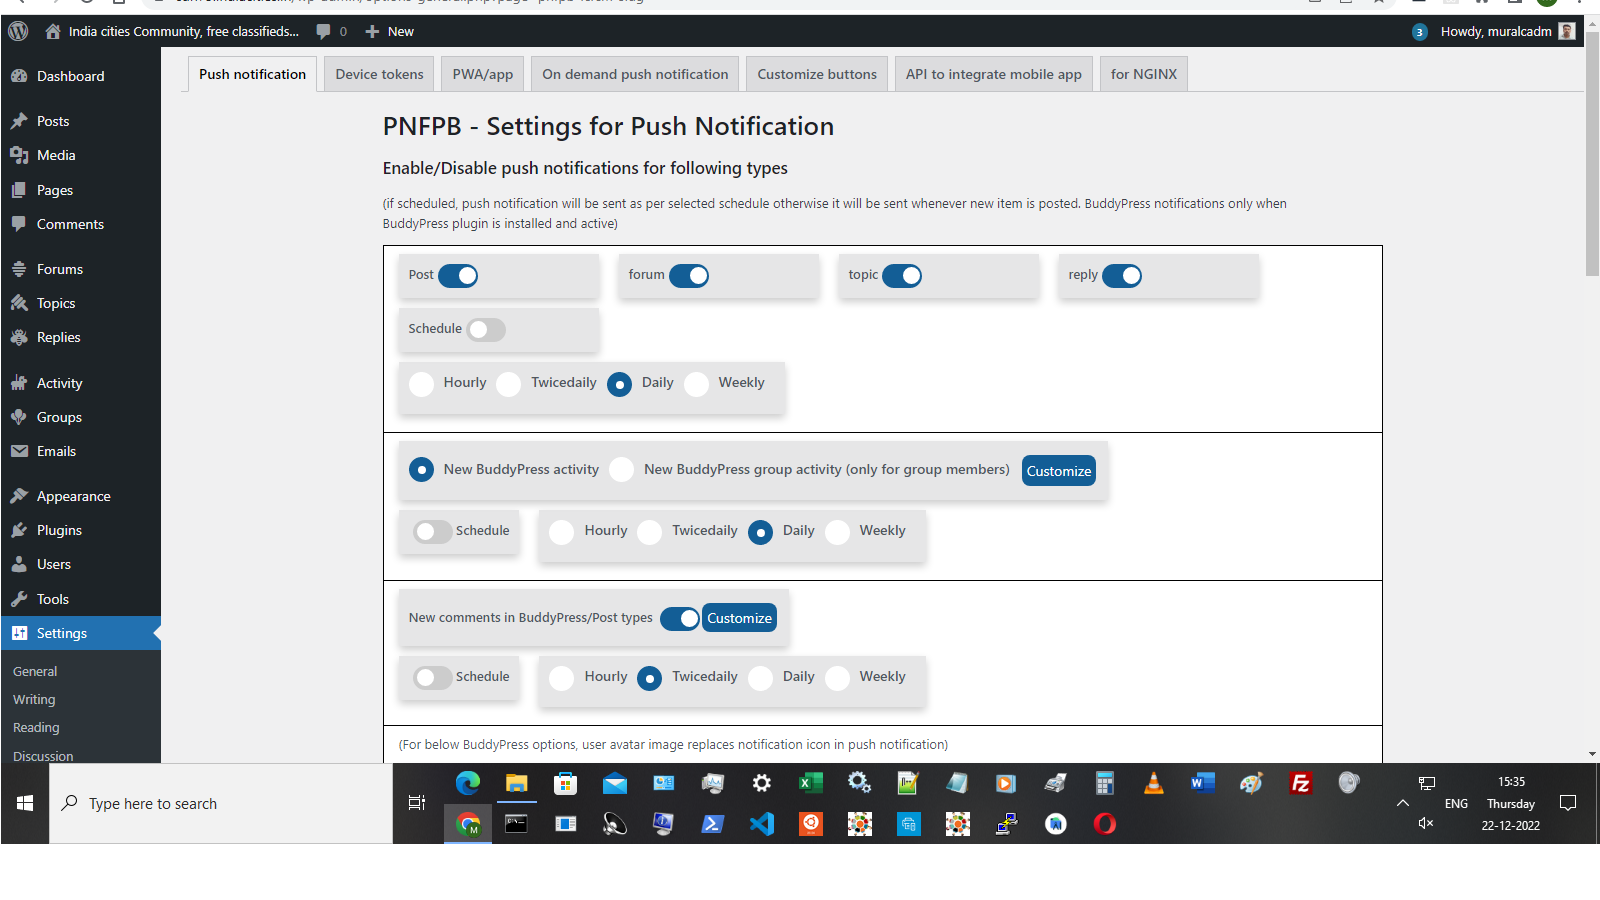 India cities Community, free classifieds...
0
New
3
Howdy, muralcadm
Dashboard
Posts
Media
Pages
Comments
Forums
Topics
Replies
Activity
Groups
Emails
Appearance
Plugins
Users
Tools
Settings
General
Writing
Reading
Discussion
Push notification
Device tokens
PWA/app
On demand push notification
Customize buttons
API to integrate mobile app
for NGINX
PNFPB - Settings for Push Notification
Enable/Disable push notifications for following types
(if scheduled, push notification will be sent as per selected schedule otherwise it will be sent whenever new item is posted. BuddyPress notifications only when
BuddyPress plugin is installed and active)
Post
forum
topic
reply
Schedule
Hourly
Twicedaily
Daily
Weekly
New BuddyPress activity
New BuddyPress group activity (only for group members)
Customize
Schedule
Hourly
Twicedaily
Daily
Weekly
New comments in BuddyPress/Post types
Customize
Schedule
Hourly
Twicedaily
Daily
Weekly
(For below BuddyPress options, user avatar image replaces notification icon in push notification)
Type here to search
ENG
15:35
Thursday
22-12-2022